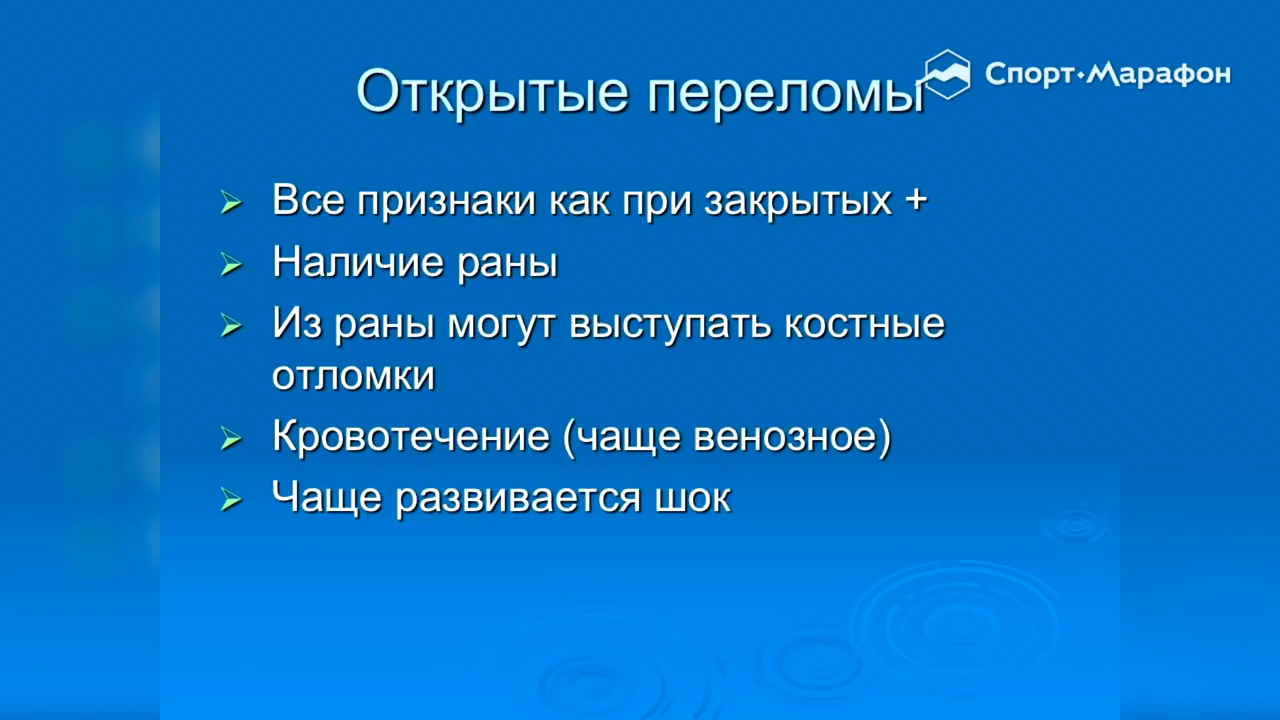 Открытые переломы
Спорт·Марафон
Все признаки как при закрытых +
Наличие раны
Из раны могут выступать костные
отломки
Кровотечение (чаще венозное)
Чаще развивается шок